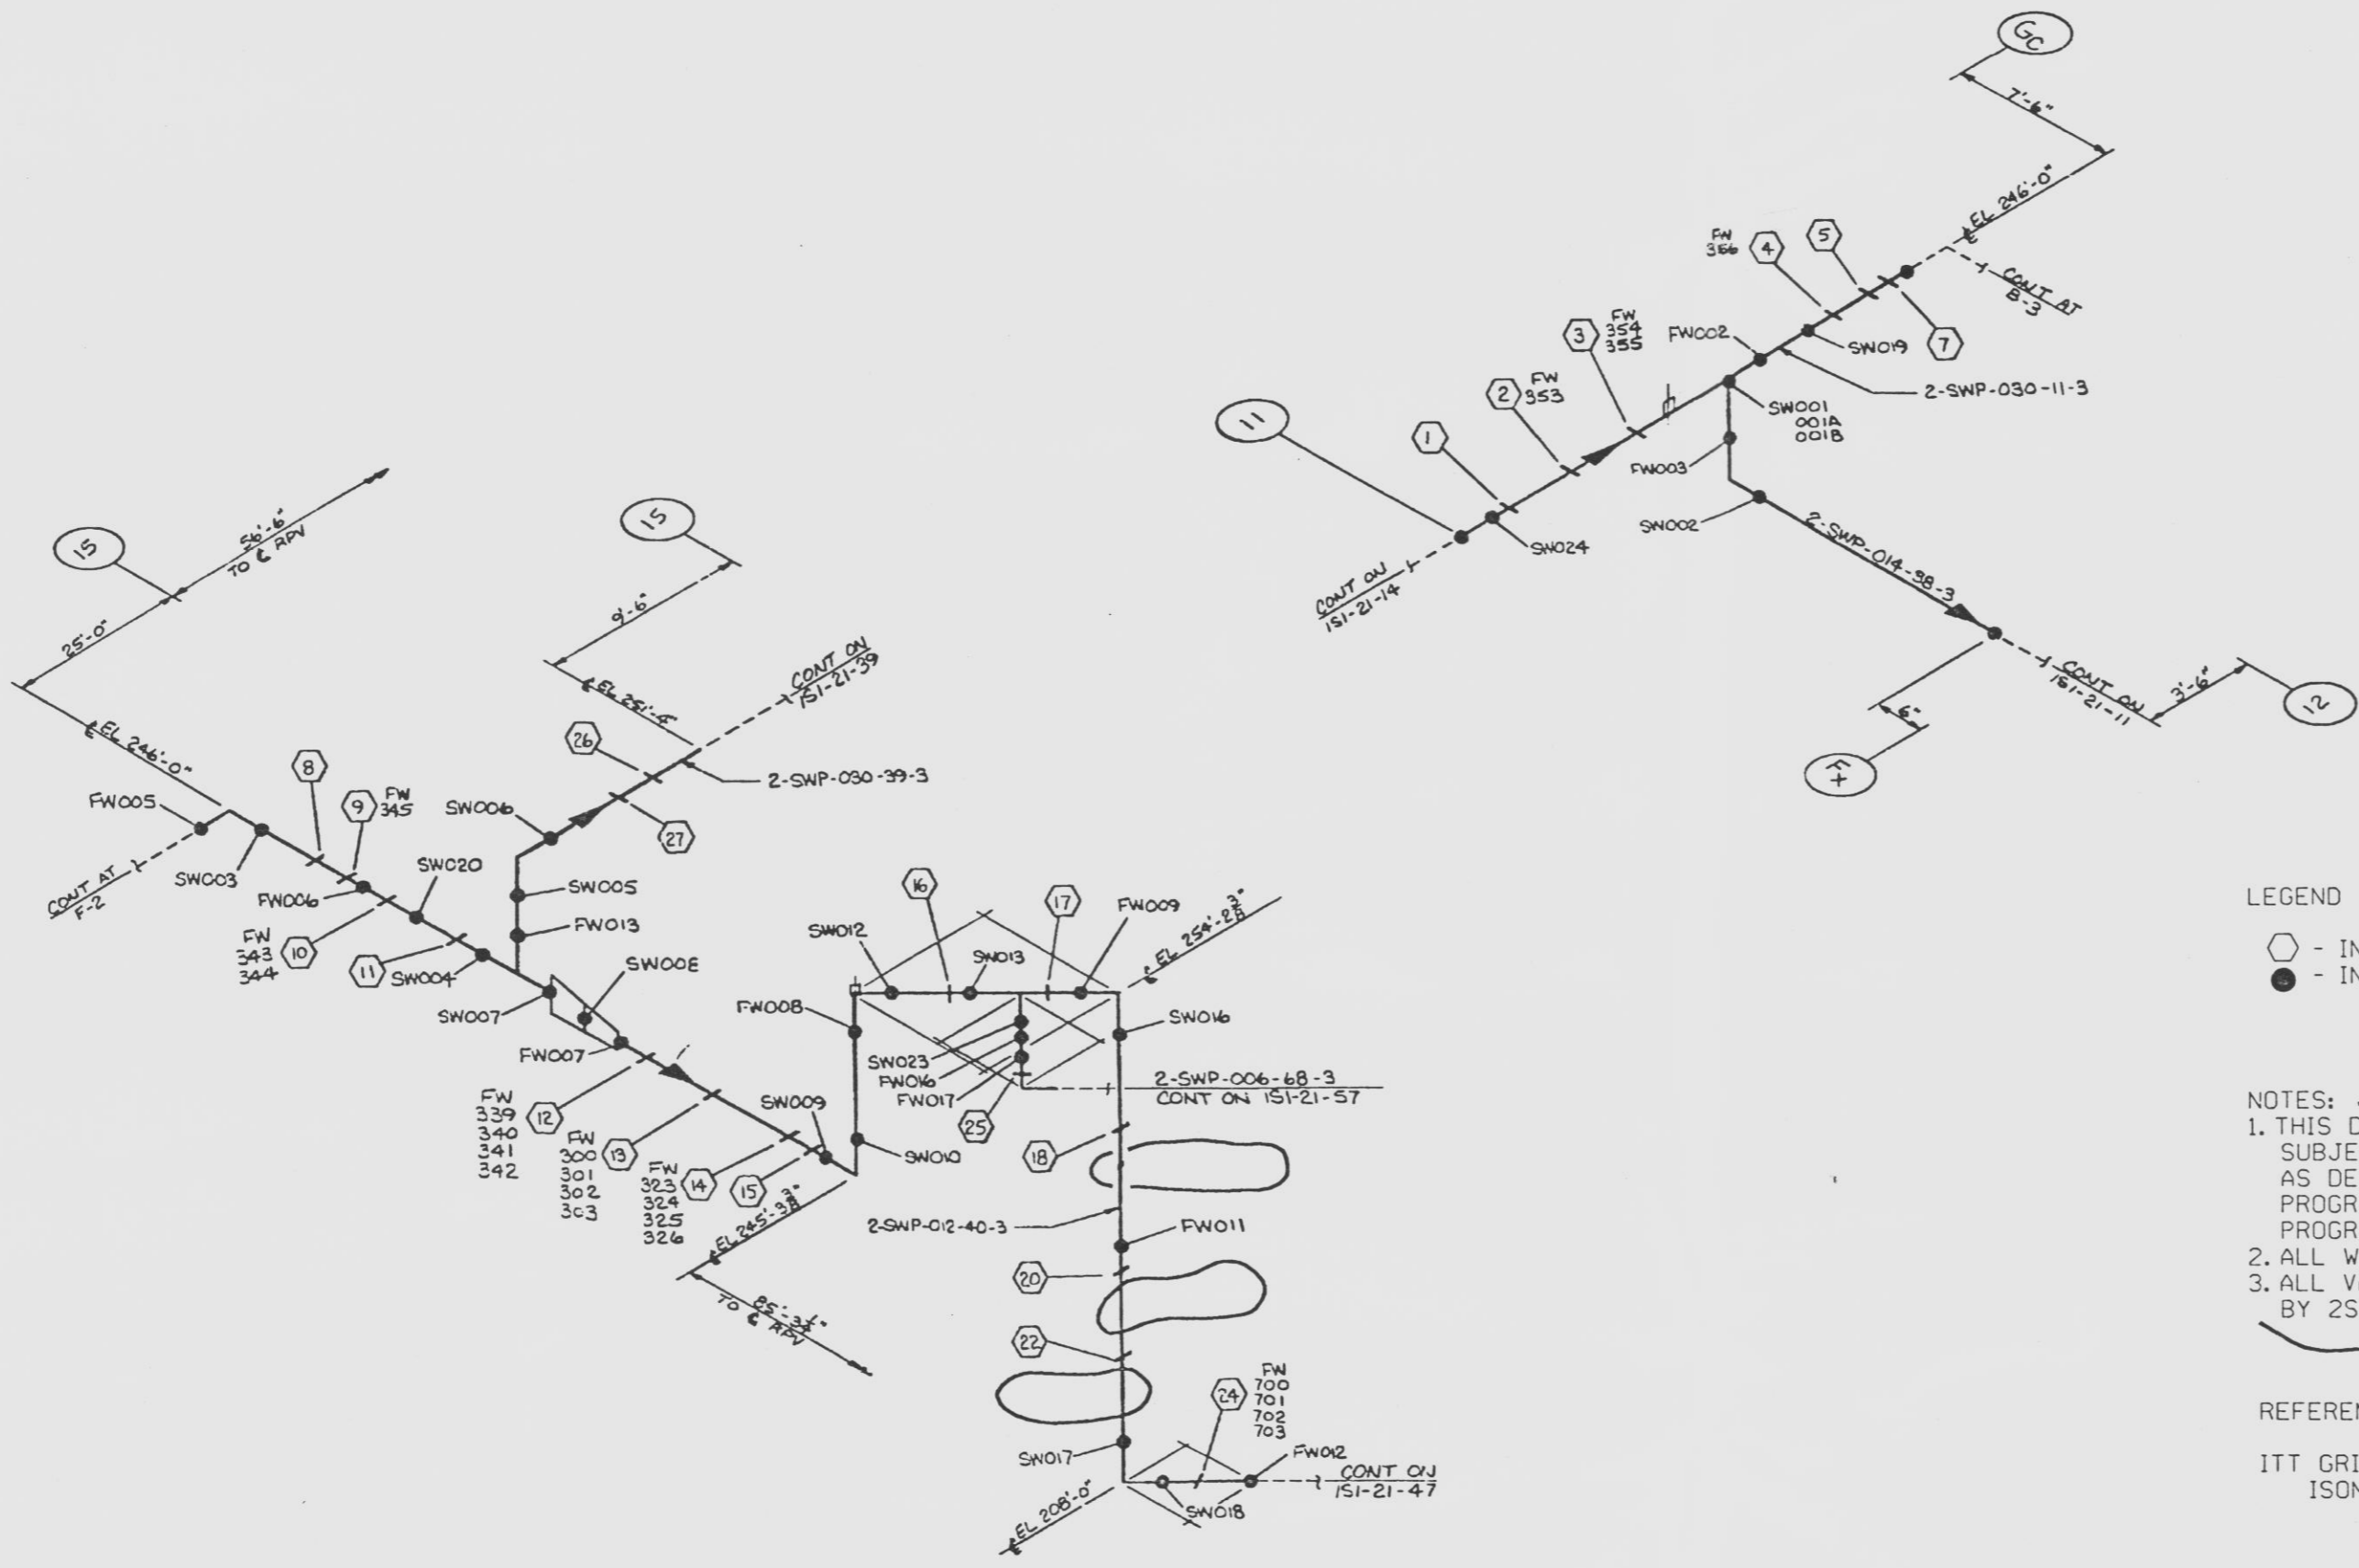 GC
7'-6"
℄ EL 246'-0"
CONT AT
B-3
5
FW
356
4
7
SW019
2-SWP-030-11-3
FW002
3
FW
354
355
2
FW
353
1
11
SW001
001A
001B
FW003
SW002
SW024
CONT ON
ISI-21-14
2-SWP-014-38-3
CONT ON
ISI-21-11
3'-6"
12
6"
15
56'-6"
TO ℄ RPV
25'-0"
℄ EL 246'-0"
15
9'-6"
℄ EL 251'-4"
CONT ON
ISI-21-39
26
2-SWP-030-39-3
27
SW006
8
9
FW
345
FW005
SW003
CONT AT
F-2
FW006
SW020
SW005
FW013
FW
343
344
10
11
SW004
SW007
SW008
FW007
FW
339
340
341
342
12
FW
300
301
302
303
13
FW
323
324
325
326
14
15
SW009
SW010
℄ EL 245'-3 3/8"
TO ℄ RPV
FW008
SW012
16
SW013
17
FW009
℄ EL 254'-2 3/8"
SW016
SW023
FW016
FW017
25
2-SWP-006-68-3
CONT ON ISI-21-57
18
2-SWP-012-40-3
FW011
20
22
24
FW
700
701
702
703
SW017
FW012
CONT ON
ISI-21-47
SW018
℄ EL 208'-0"
LEGEND
- IN
- IN
NOTES:
1. THIS D
SUBJE
AS DE
PROGR
PROGR
2. ALL W
3. ALL V
BY 2S
REFEREN
ITT GRI
ISON